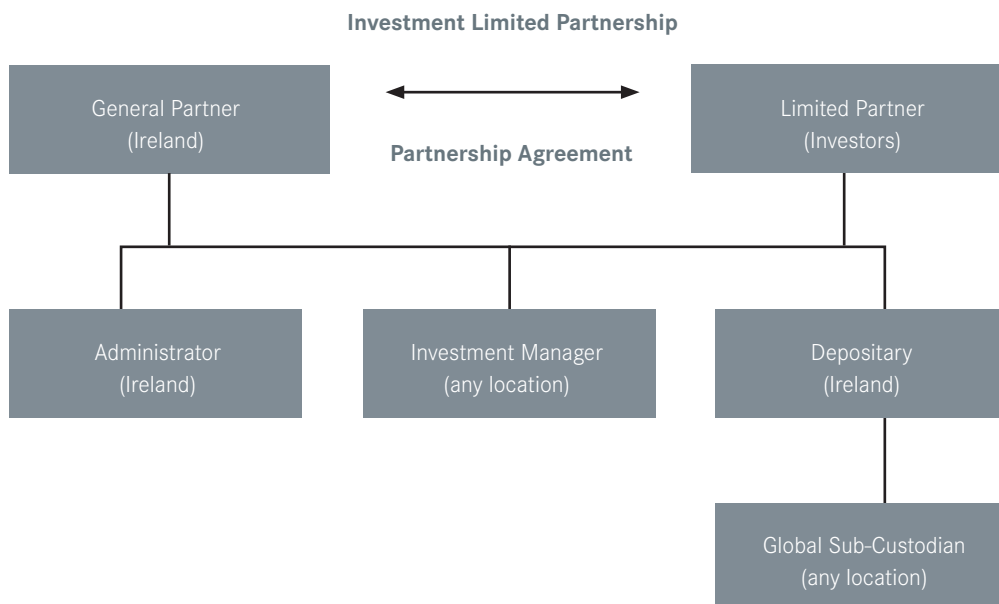 Investment Limited Partnership
General Partner
(Ireland)
Partnership Agreement
Limited Partner
(Investors)
Administrator
(Ireland)
Investment Manager
(any location)
Depositary
(Ireland)
Global Sub-Custodian
(any location)